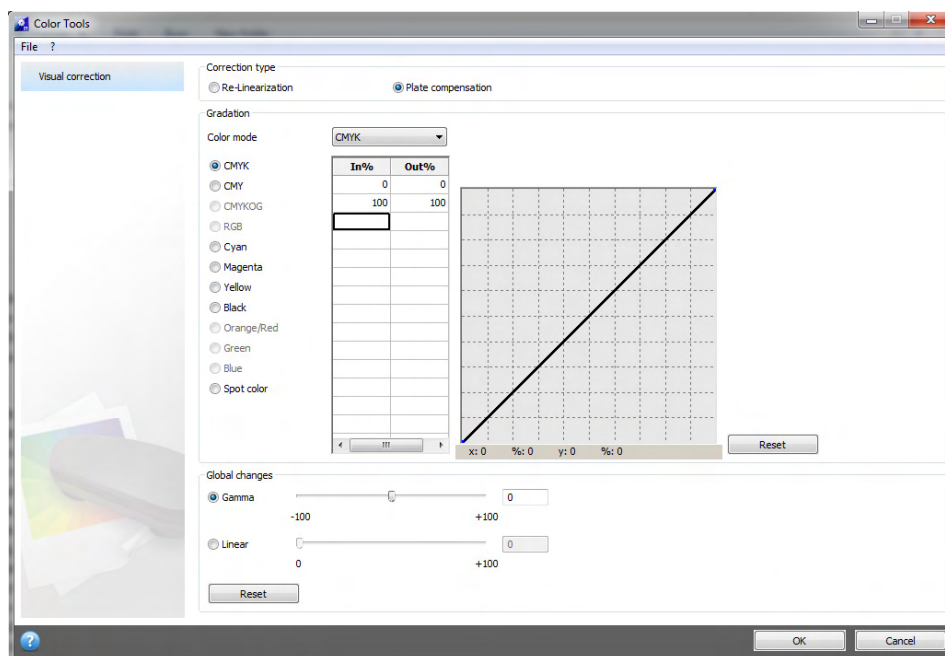 Color Tools
File ?
Visual correction
Correction type
Re-Linearization Plate compensation
Gradation
Color mode CMYK
CMYK
CMY
CMYKOG
RGB
Cyan
Magenta
Yellow
Black
Orange/Red
Green
Blue
Spot color
In% Out%
0 0
100 100
x: 0 %: 0 y: 0 %: 0
Reset
Global changes
Gamma 0
-100 +100
Linear 0
0 +100
Reset
?
OK Cancel